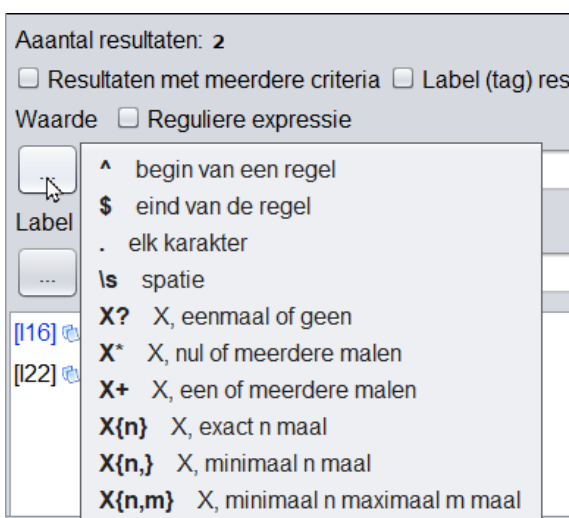 Aaantal resultaten: 2
Resultaten met meerdere criteria Label (tag) res
Waarde Reguliere expressie
...
^ begin van een regel
$ eind van de regel
Label
. elk karakter
...
\s spatie
X? X, eenmaal of geen
[I16]
X* X, nul of meerdere malen
[I22]
X+ X, een of meerdere malen
X{n} X, exact n maal
X{n,} X, minimaal n maal
X{n,m} X, minimaal n maximaal m maal